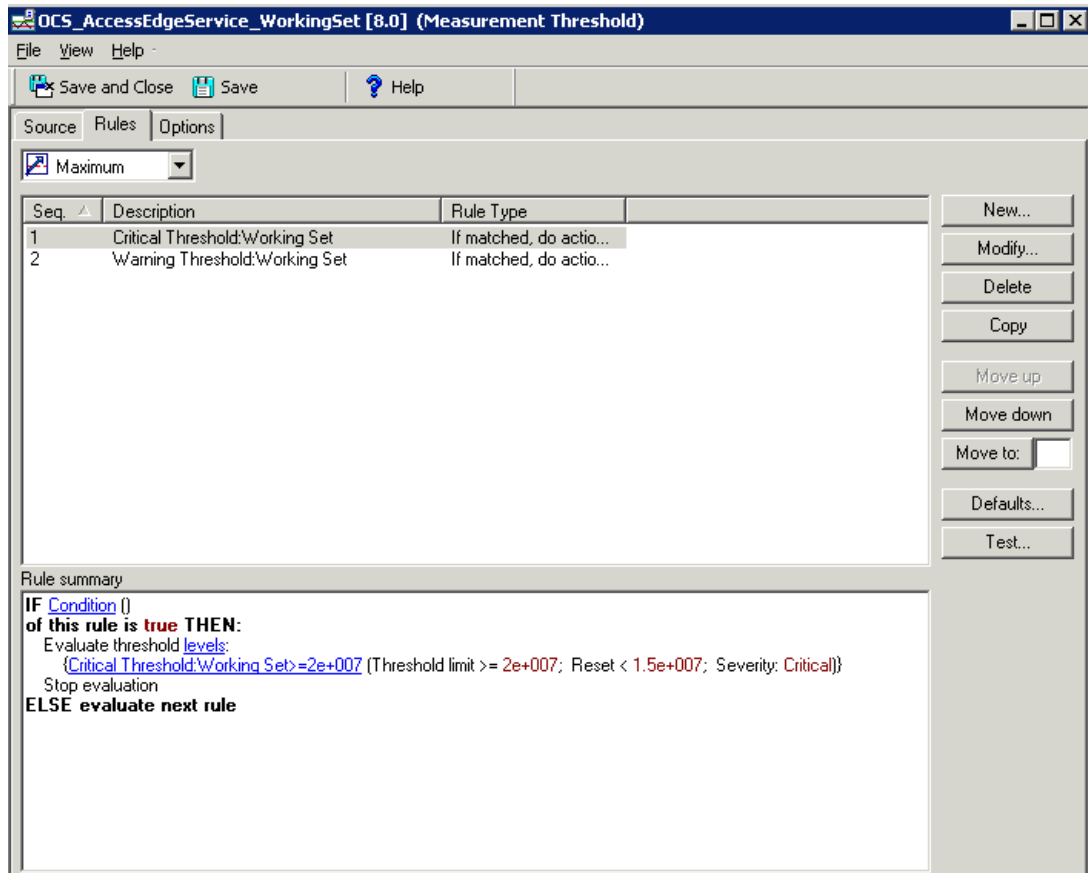 OCS_AccessEdgeService_WorkingSet [8.0] (Measurement Threshold)
File View Help
Save and Close Save Help
Source Rules Options
Maximum
Seq. Description Rule Type
1 Critical Threshold:Working Set If matched, do actio...
2 Warning Threshold:Working Set If matched, do actio...
New...
Modify...
Delete
Copy
Move up
Move down
Move to:
Defaults...
Test...
Rule summary
IF Condition ()
of this rule is true THEN:
Evaluate threshold levels:
{Critical Threshold:Working Set>=2e+007 (Threshold limit >= 2e+007; Reset < 1.5e+007; Severity: Critical)}
Stop evaluation
ELSE evaluate next rule